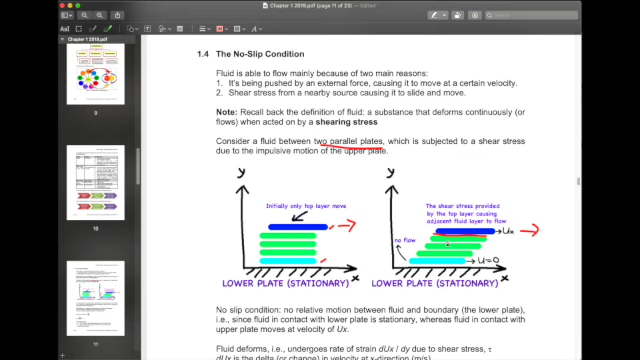 Chapter 1 2019.pdf (page 11 of 23) — Edited
1.4 The No-Slip Condition
Fluid is able to flow mainly because of two main reasons:
1. It's being pushed by an external force, causing it to move at a certain velocity.
2. Shear stress from a nearby source causing it to slide and move.
Note: Recall back the definition of fluid: a substance that deforms continuously (or
flows) when acted on by a shearing stress
Consider a fluid between two parallel plates, which is subjected to a shear stress
due to the impulsive motion of the upper plate.
y
Initially only top layer move
x
LOWER PLATE (STATIONARY)
y
The shear stress provided
by the top layer causing
adjacent fluid layer to flow
Ux
no flow
U=0
x
LOWER PLATE (STATIONARY)
No slip condition: no relative motion between fluid and boundary (the lower plate),
i.e., since fluid in contact with lower plate is stationary, whereas fluid in contact with
upper plate moves at velocity of Ux.
Fluid deforms, i.e., undergoes rate of strain dUx / dy due to shear stress, τ
dUx is the delta (or change) in velocity at x-direction (m/s)
9
10
11